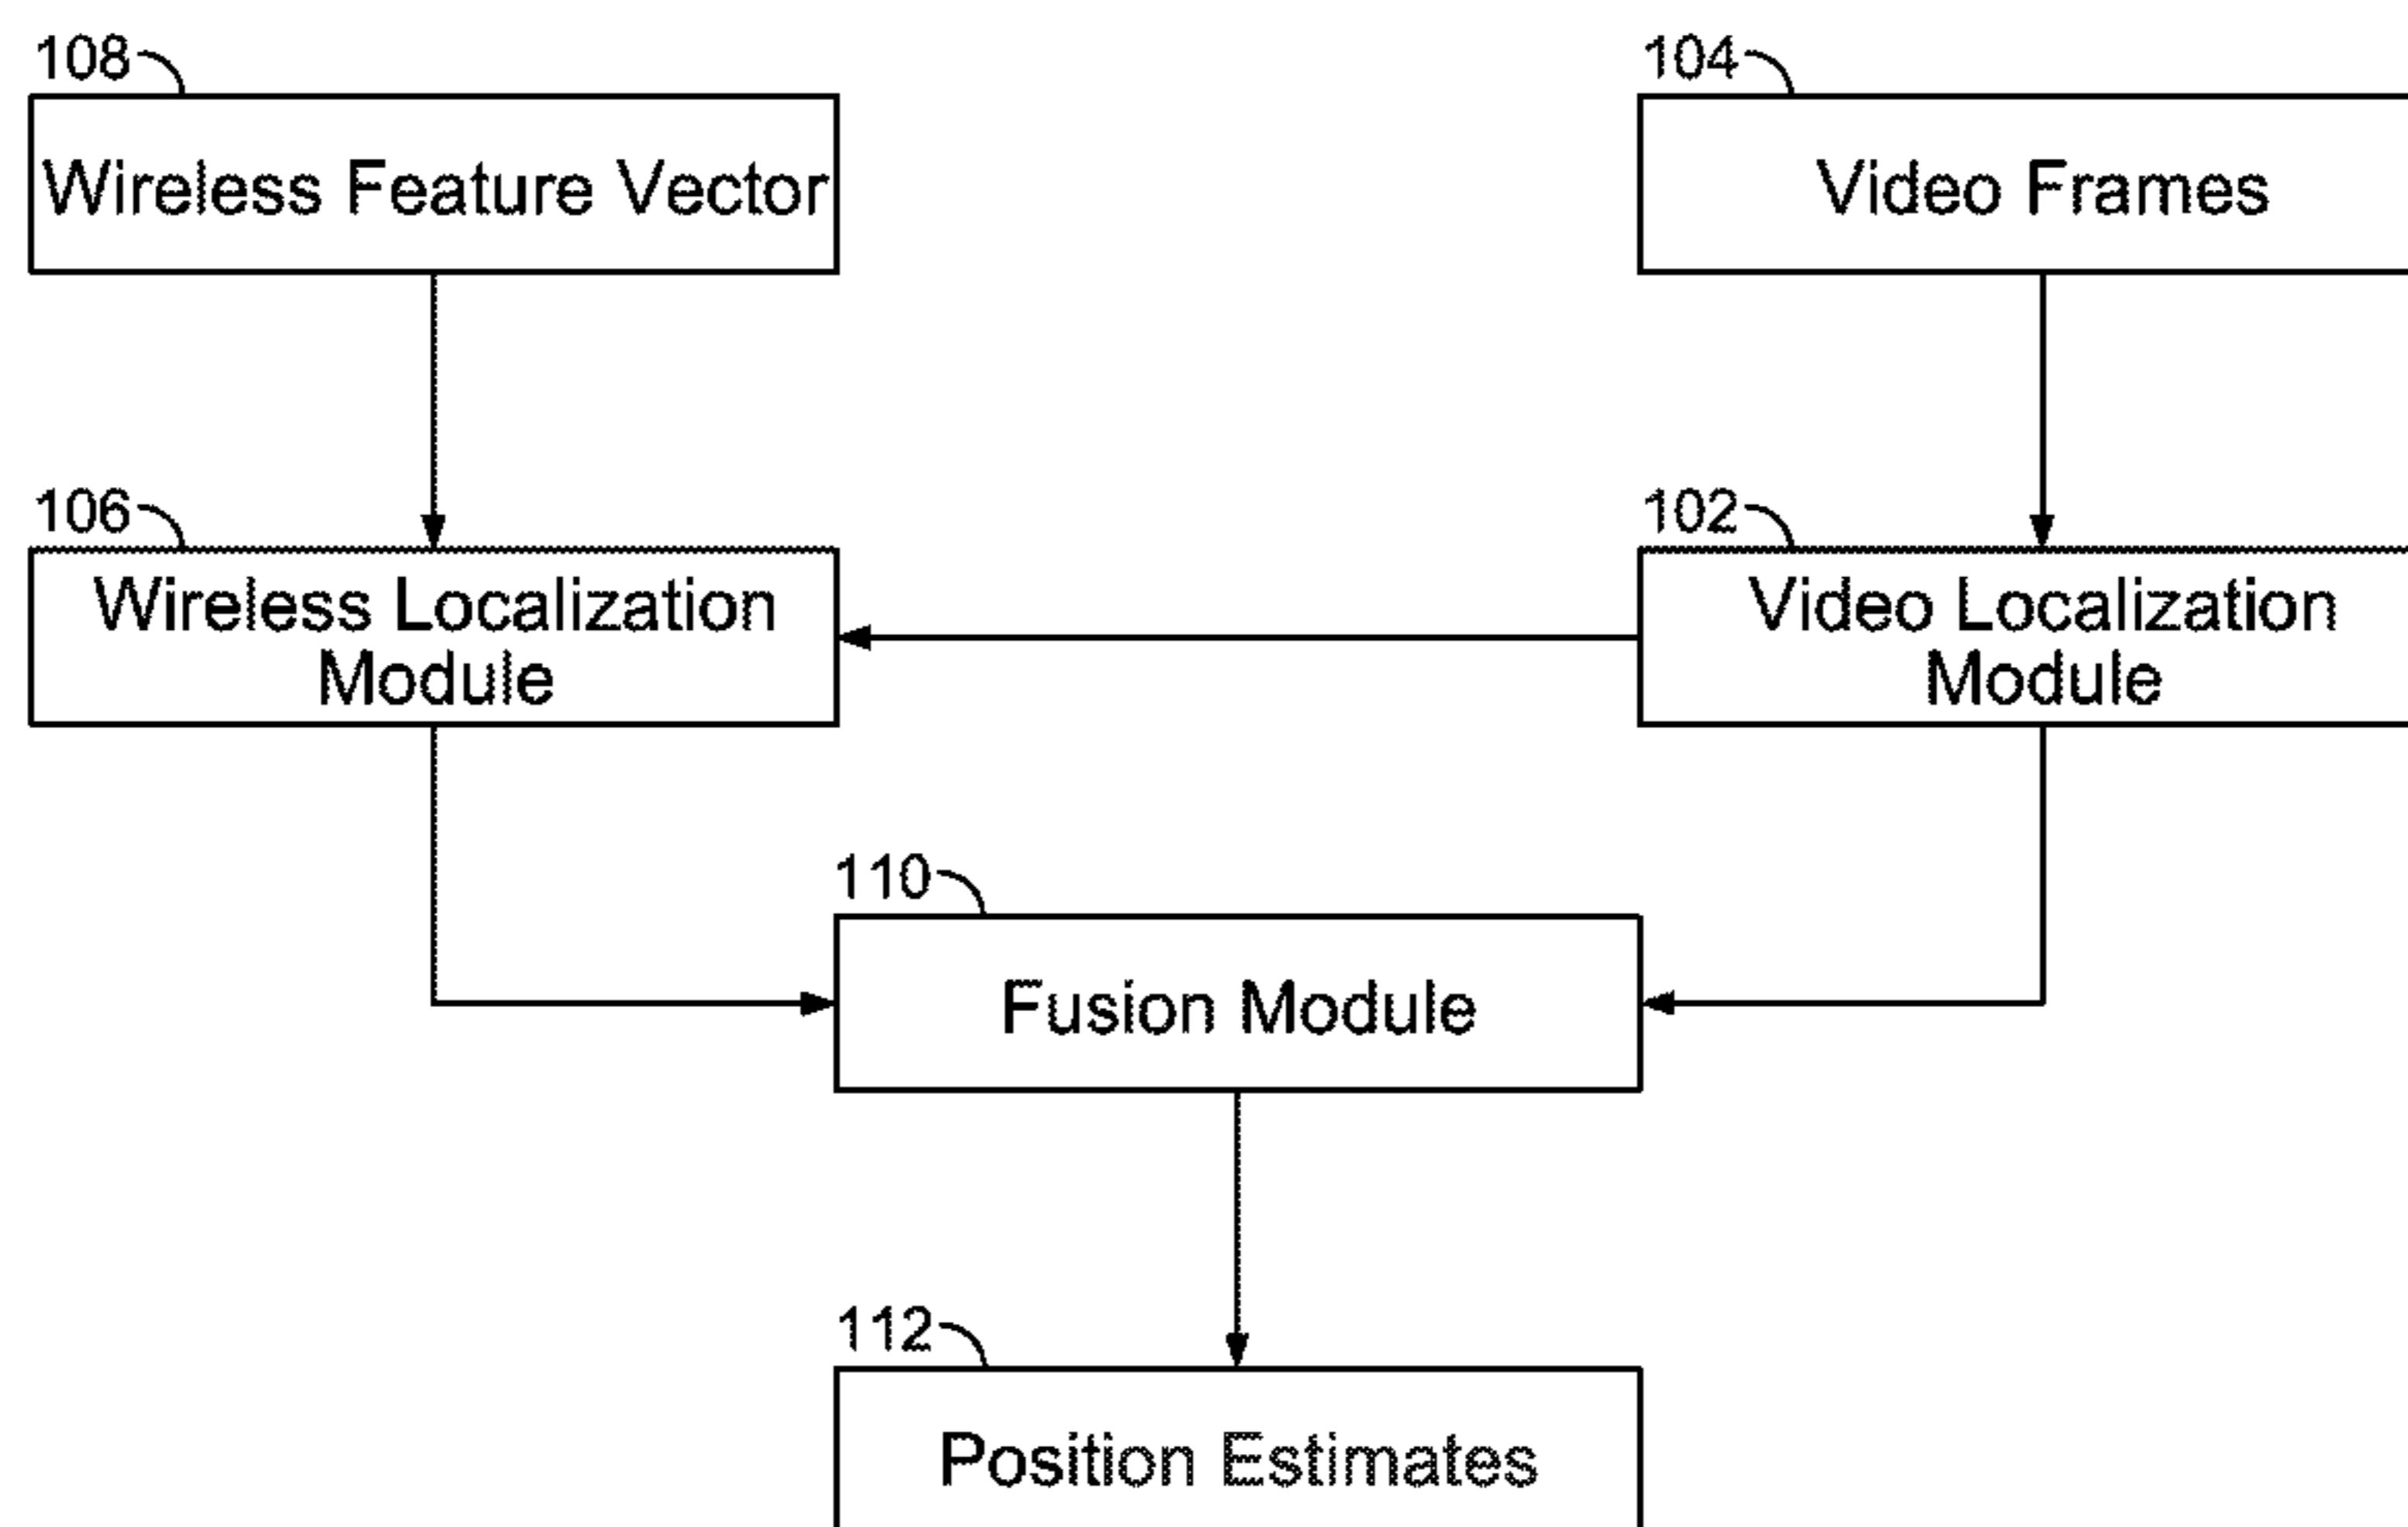 108
104
Wireless Feature Vector
Video Frames
106
102
Wireless Localization
Module
Video Localization
Module
110
Fusion Module
112
Position Estimates